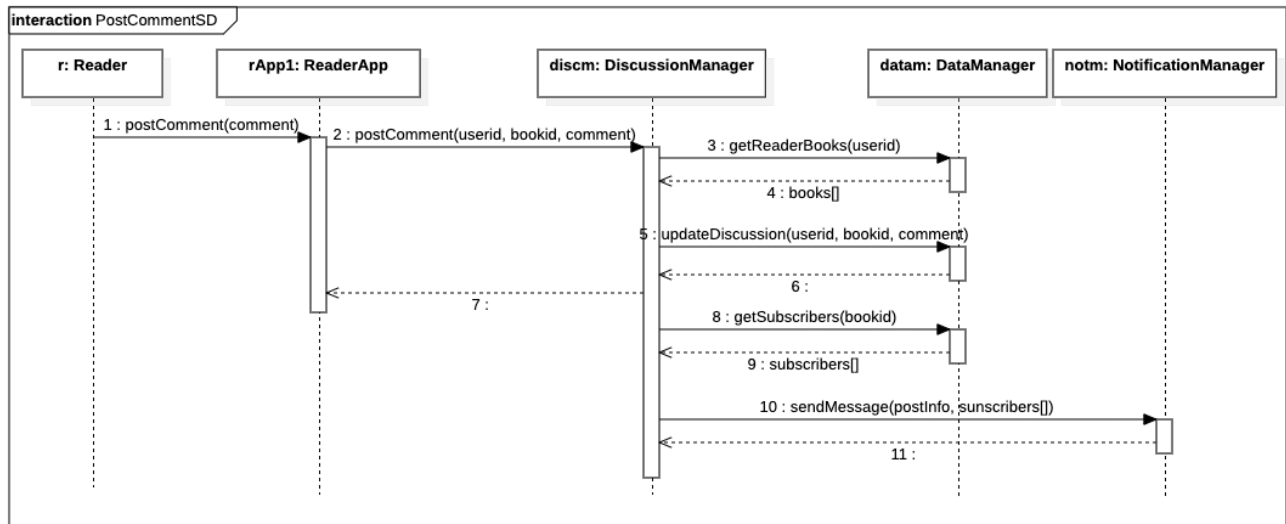 interaction PostCommentSD
r: Reader
rApp1: ReaderApp
discm: DiscussionManager
datam: DataManager
notm: NotificationManager
1 : postComment(comment)
2 : postComment(userid, bookid, comment)
3 : getReaderBooks(userid)
4 : books[]
5 : updateDiscussion(userid, bookid, comment)
6 :
7 :
8 : getSubscribers(bookid)
9 : subscribers[]
10 : sendMessage(postInfo, sunscribers[])
11 :